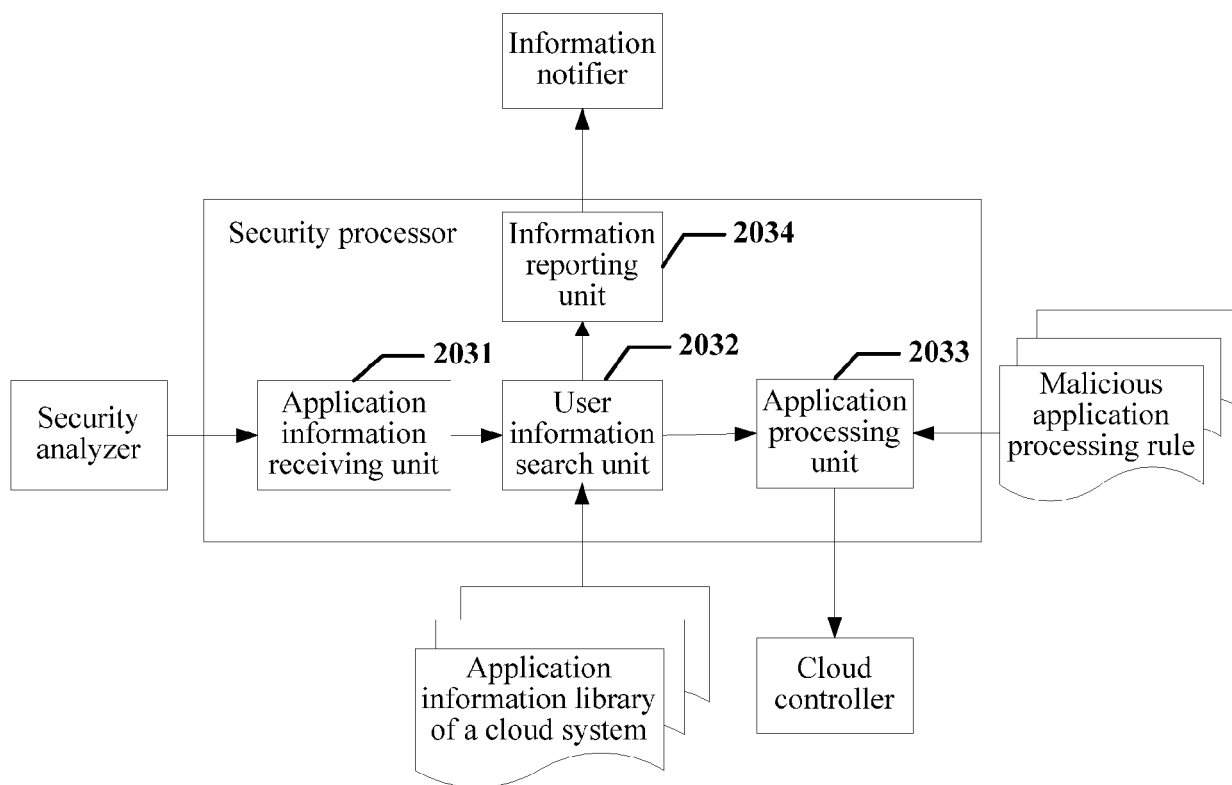 Information
notifier
Security processor
Information
reporting
unit
2034
2031
2032
2033
Security
analyzer
Application
information
receiving unit
User
information
search unit
Application
processing
unit
Malicious
application
processing rule
Application
information library
of a cloud system
Cloud
controller